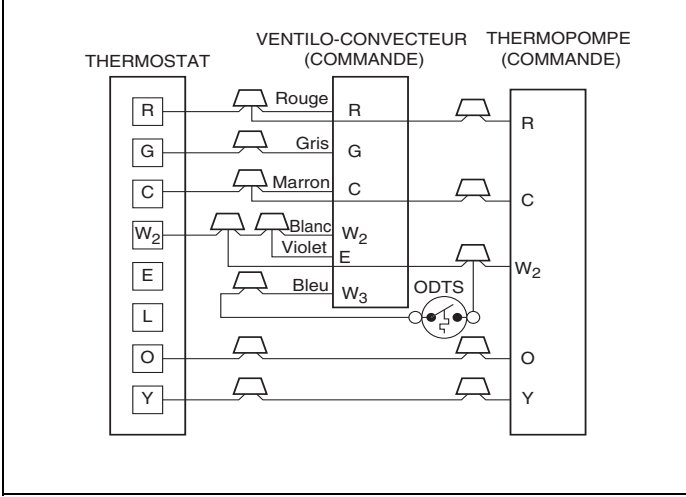 VENTILO-CONVECTEUR
(COMMANDE)
THERMOPOMPE
(COMMANDE)
THERMOSTAT
R Rouge R R
G Gris G
C Marron C C
W2 Blanc W2
Violet E W2
E Bleu W3 ODTS
L
O O
Y Y